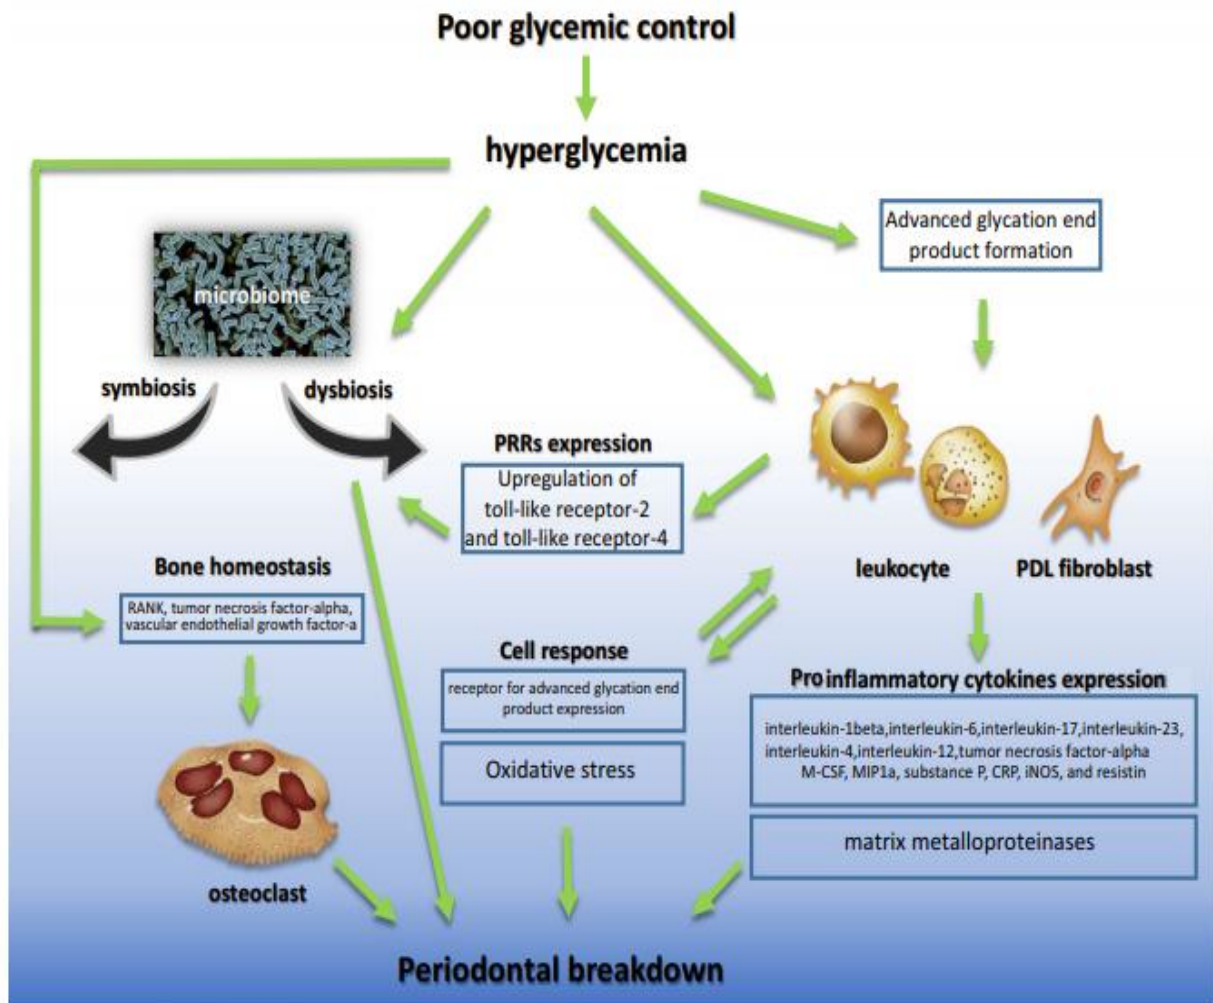 Poor glycemic control
hyperglycemia
Advanced glycation end
product formation
microbiome
symbiosis
dysbiosis
PRRs expression
Upregulation of
toll-like receptor-2
and toll-like receptor-4
leukocyte
PDL fibroblast
Bone homeostasis
RANK, tumor necrosis factor-alpha,
vascular endothelial growth factor-a
Cell response
receptor for advanced glycation end
product expression
Oxidative stress
Pro inflammatory cytokines expression
interleukin-1beta,interleukin-6,interleukin-17,interleukin-23,
interleukin-4,interleukin-12,tumor necrosis factor-alpha
M-CSF, MIP1a, substance P, CRP, iNOS, and resistin
matrix metalloproteinases
osteoclast
Periodontal breakdown